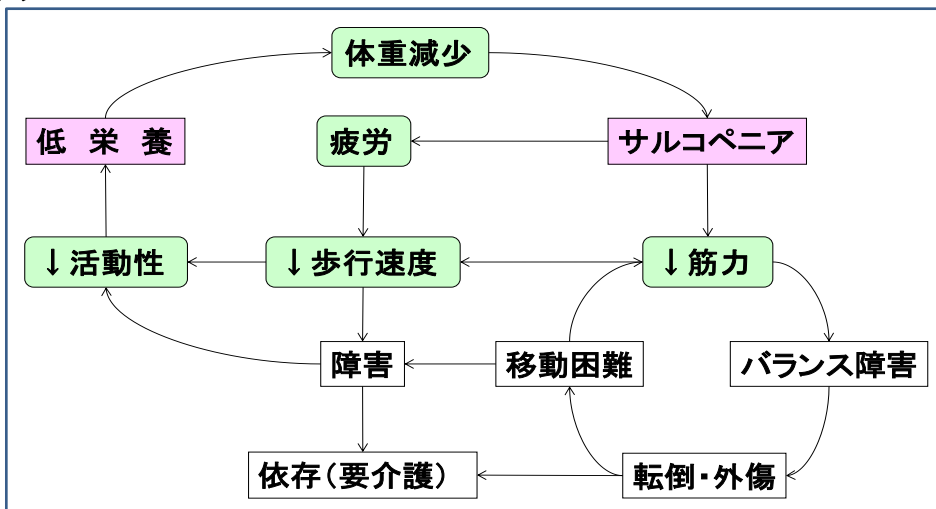 体重減少
低 栄 養
疲労
サルコペニア
↓活動性
↓歩行速度
↓筋力
障害
移動困難
バランス障害
依存(要介護)
転倒・外傷